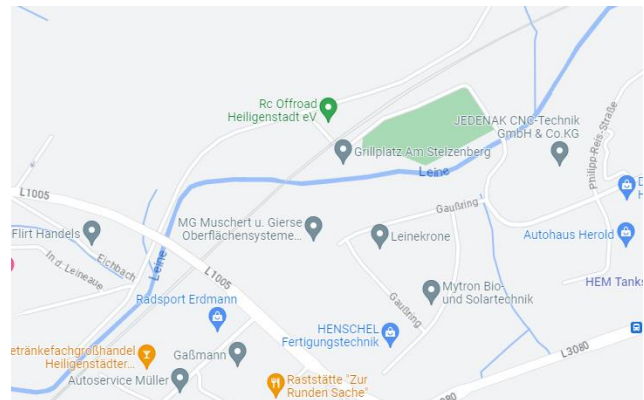 Rc Offroad
Heiligenstadt eV
JEDENAK CNC-Technik
GmbH & Co.KG
Philipp-Reis-Straße
Grillplatz Am Stelzenberg
Leine
L1005
Gaußring
D
H
Flirt Handels
MG Muschert u. Gierse
Oberflächensysteme...
Leinekrone
Autohaus Herold
Eichbach
In d. Leineaue
Leine
L1005
Gaußring
Mytron Bio-
und Solartechnik
HEM Tanks
Radsport Erdmann
HENSCHEL
Fertigungstechnik
L3080
etränkefachgroßhandel
Heiligenstädter...
Gaßmann
Autoservice Müller
Raststätte "Zur
Runden Sache"
080